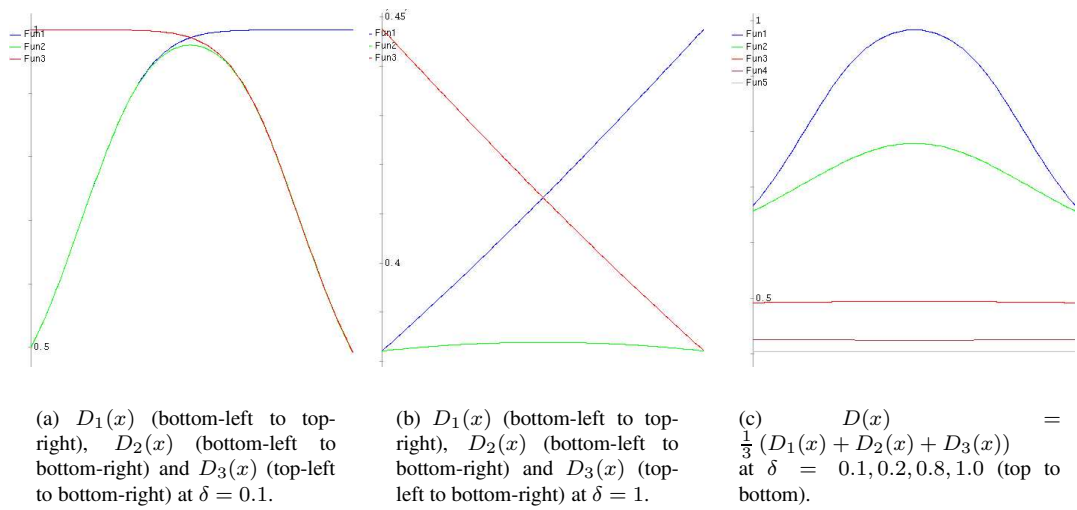 1
Fun1
Fun2
Fun3
0.5
0.45
Fun1
Fun2
Fun3
0.4
1
Fun1
Fun2
Fun3
Fun4
Fun5
0.5
(a) D₁(x) (bottom-left to top-
right), D₂(x) (bottom-left to
bottom-right) and D₃(x) (top-left
to bottom-right) at δ = 0.1.
(b) D₁(x) (bottom-left to top-
right), D₂(x) (bottom-left to
bottom-right) and D₃(x) (top-
left to bottom-right) at δ = 1.
(c) D(x) =
1/3 (D₁(x) + D₂(x) + D₃(x))
at δ = 0.1, 0.2, 0.8, 1.0 (top to
bottom).